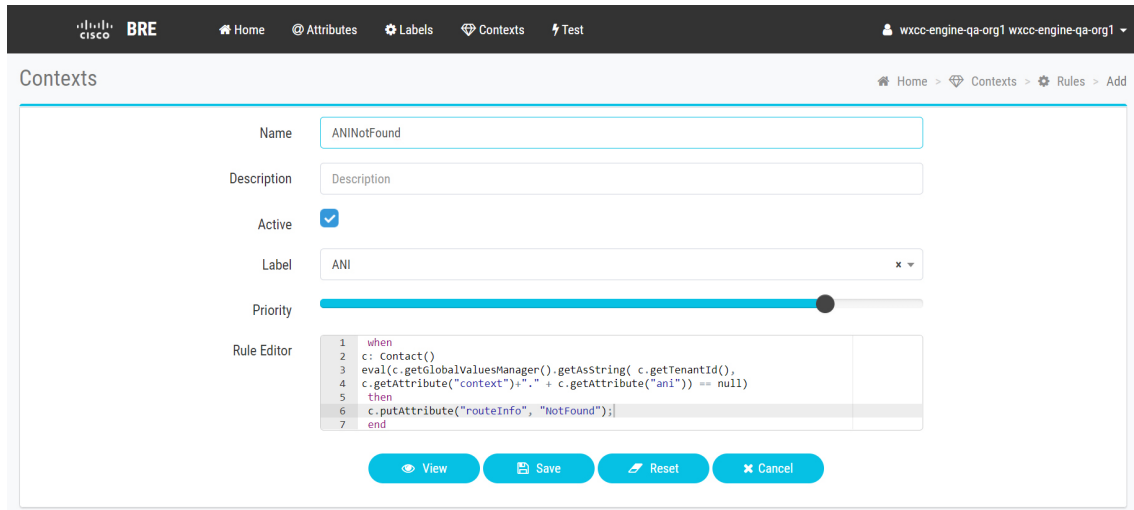 CISCO BRE Home @ Attributes Labels Contexts Test wxcc-engine-qa-org1 wxcc-engine-qa-org1
Contexts Home > Contexts > Rules > Add
Name ANINotFound
Description Description
Active
Label ANI x
Priority
Rule Editor
1 when
2 c: Contact()
3 eval(c.getGlobalValuesManager().getAsString( c.getTenantId(),
4 c.getAttribute("context")+"." + c.getAttribute("ani")) == null)
5 then
6 c.putAttribute("routeInfo", "NotFound");
7 end
View Save Reset Cancel